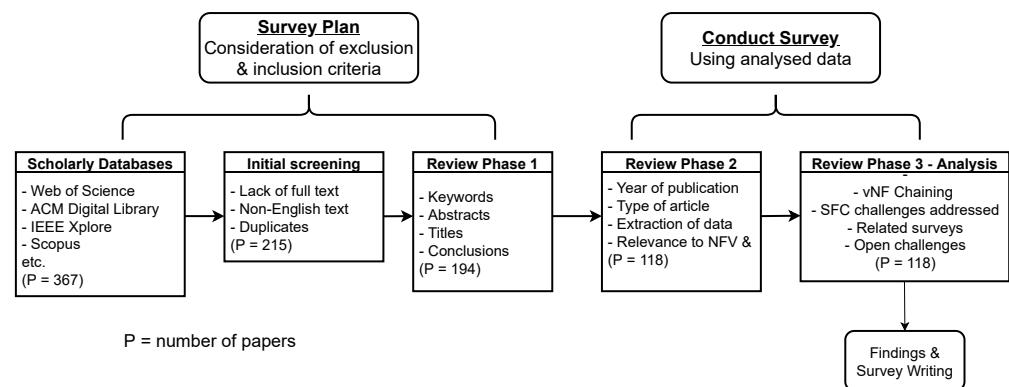 Survey Plan
Consideration of exclusion
& inclusion criteria
Conduct Survey
Using analysed data
Scholarly Databases
- Web of Science
- ACM Digital Library
- IEEE Xplore
- Scopus
etc.
(P = 367)
Initial screening
- Lack of full text
- Non-English text
- Duplicates
(P = 215)
Review Phase 1
- Keywords
- Abstracts
- Titles
- Conclusions
(P = 194)
Review Phase 2
- Year of publication
- Type of article
- Extraction of data
- Relevance to NFV &
(P = 118)
Review Phase 3 - Analysis
-
- vNF Chaining
- SFC challenges addressed
- Related surveys
- Open challenges
(P = 118)
P = number of papers
Findings &
Survey Writing